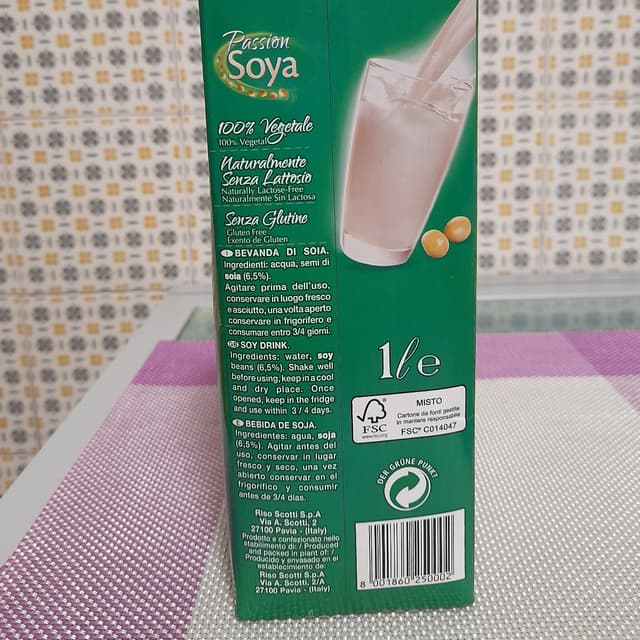 Passion
Soya
100% Vegetale
100% Vegetal
Naturalmente
Senza Lattosio
Naturally Lactose-Free
Naturalmente Sin Lactosa
Senza Glutine
Gluten Free
Exento de Gluten
I BEVANDA DI SOIA.
Ingredienti: acqua, semi di
soia (6,5%).
Agitare prima dell'uso,
conservare in luogo fresco
e asciutto, una volta aperto
conservare in frigorifero e
consumare entro 3/4 giorni.
GB SOY DRINK.
Ingredients: water, soy
beans (6,5%). Shake well
before using, keep in a cool
and dry place. Once
opened, keep in the fridge
and use within 3/4 days.
E BEBIDA DE SOJA.
Ingredientes: agua, soja
(6,5%). Agitar antes del
uso, conservar in lugar
fresco y seco, una vez
abierto conservar en el
frigorifico y consumir
antes de 3/4 dias.
Riso Scotti S.p.A
Via A. Scotti, 2
27100 Pavia - (Italy)
Prodotto e confezionato nello
stabilimento di: / Produced
and packed in plant of: /
Producido y envasado en el
establecimiento de:
Riso Scotti S.p.A
Via A. Scotti, 2/A
27100 Pavia - (Italy)
1l e
FSC
www.fsc.org
MISTO
Cartone da fonti gestite
in maniera responsabile
FSC® C014047
DER GRÜNE PUNKT
8 001860 250002